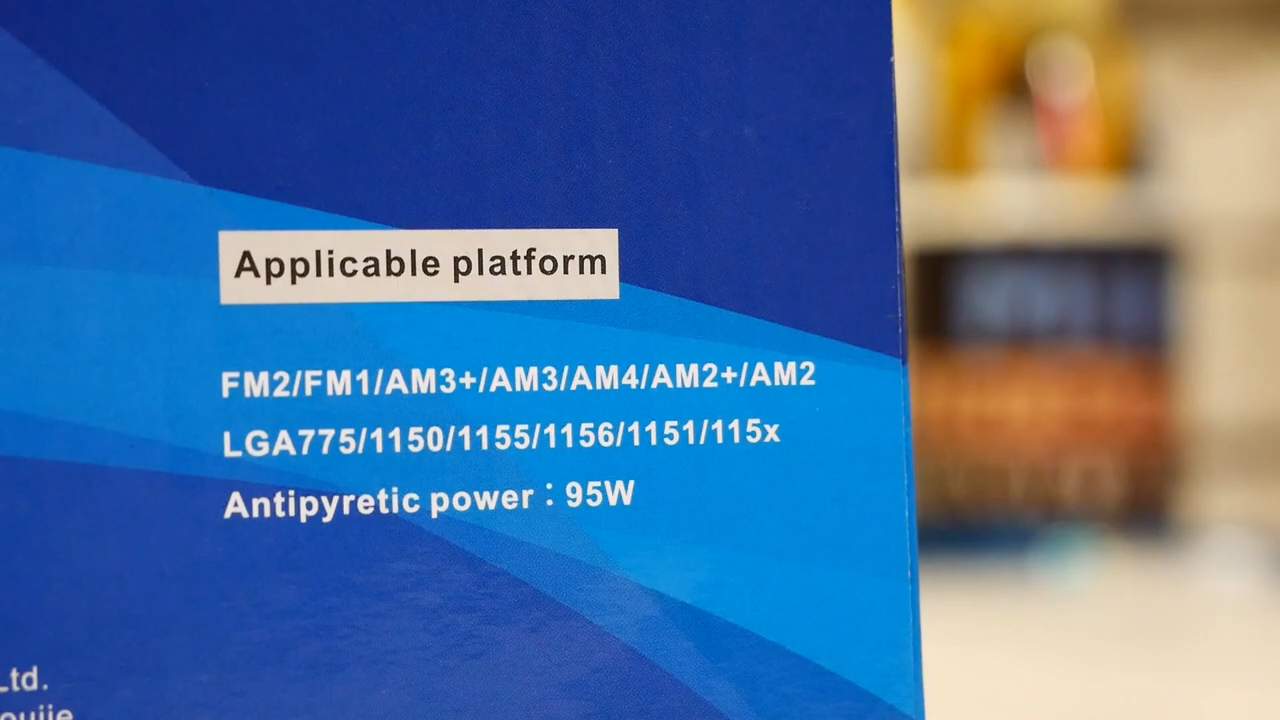 Applicable platform
FM2/FM1/AM3+/AM3/AM4/AM2+/AM2
LGA775/1150/1155/1156/1151/115x
Antipyretic power：95W
Ltd.